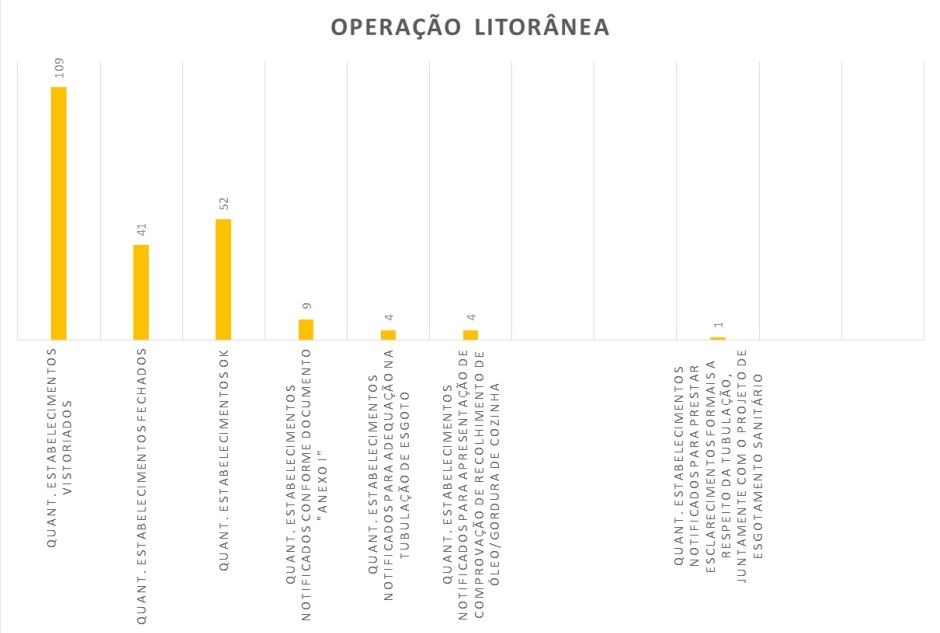 OPERAÇÃO LITORÂNEA
109
41
52
9
4
4
1
QUANT. ESTABELECIMENTOS
VISTORIADOS
QUANT. ESTABELECIMENTOS FECHADOS
QUANT. ESTABELECIMENTOS OK
QUANT. ESTABELECIMENTOS
NOTIFICADOS CONFORME DOCUMENTO
"ANEXO I"
QUANT. ESTABELECIMENTOS
NOTIFICADOS PARA ADEQUAÇÃO NA
TUBULAÇÃO DE ESGOTO
QUANT. ESTABELECIMENTOS
NOTIFICADOS PARA APRESENTAÇÃO DE
COMPROVAÇÃO DE RECOLHIMENTO DE
ÓLEO/GORDURA DE COZINHA
QUANT. ESTABELECIMENTOS
NOTIFICADOS PARA PRESTAR
ESCLARECIMENTOS FORMAIS A
RESPEITO DA TUBULAÇÃO,
JUNTAMENTE COM O PROJETO DE
ESGOTAMENTO SANITÁRIO